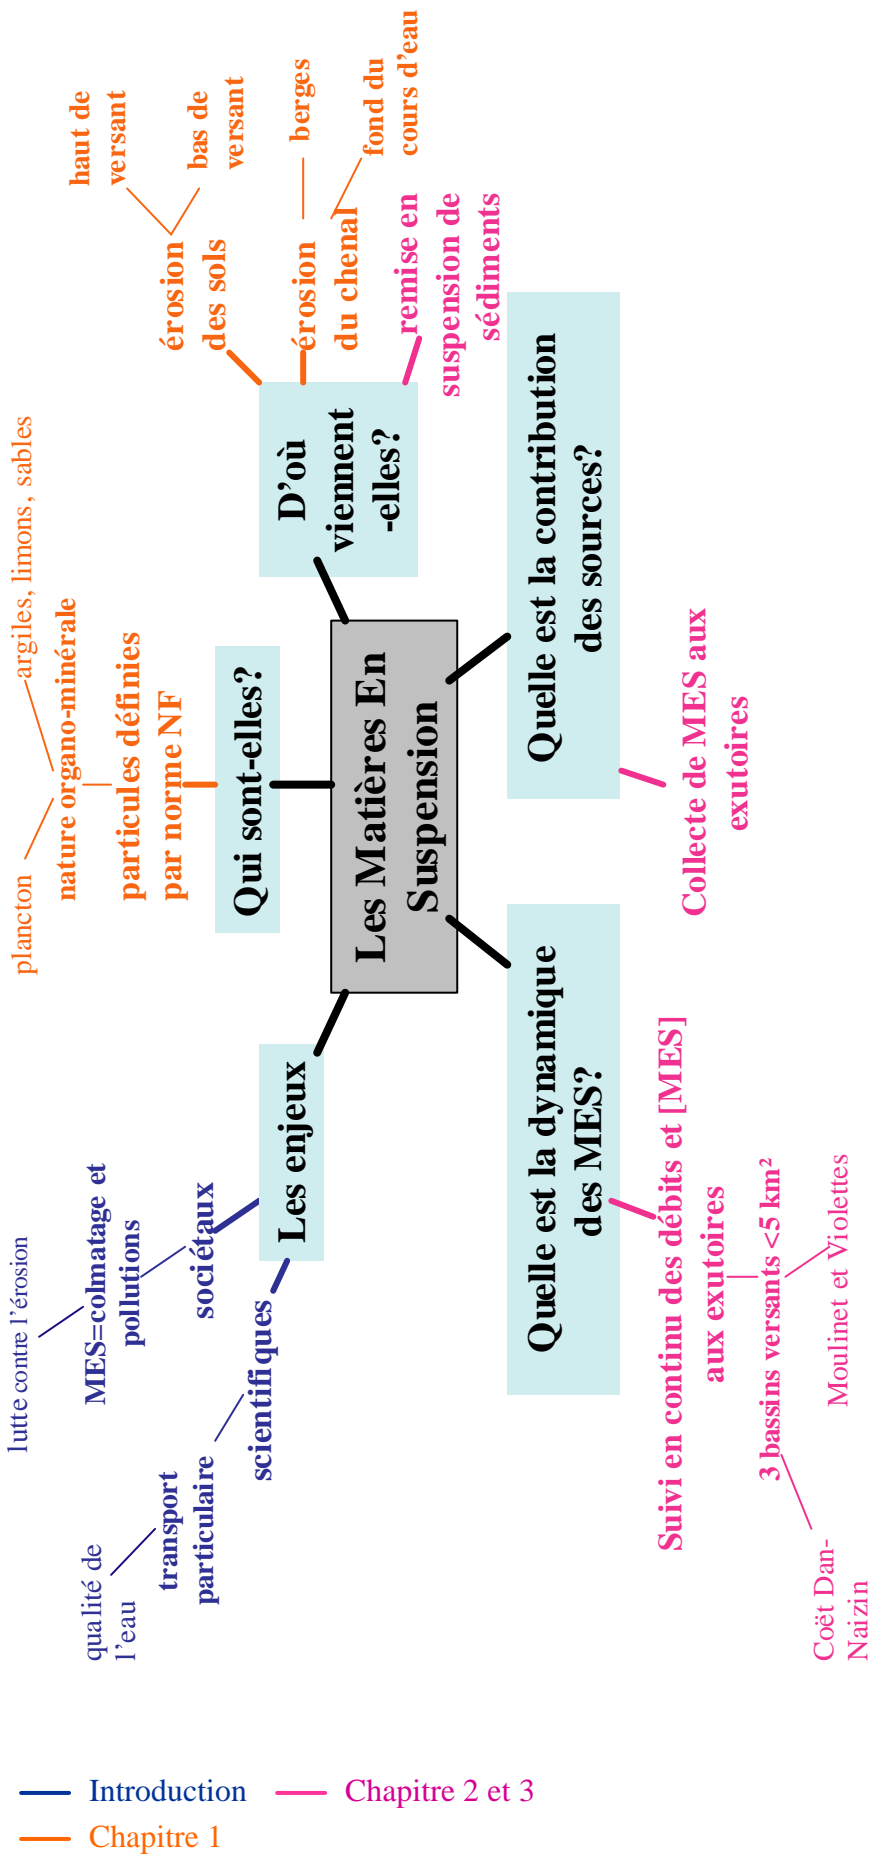 lutte contre l’érosion
MES=colmatage et
pollutions
sociétaux
qualité de
l’eau
transport
particulaire
scientifiques
Les enjeux
plancton
argiles, limons, sables
nature organo-minérale
particules définies
par norme NF
Qui sont-elles?
haut de
versant
bas de
versant
érosion
des sols
berges
fond du
cours d’eau
érosion
du chenal
remise en
suspension de
sédiments
D’où
viennent
-elles?
Les Matières En
Suspension
Quelle est la dynamique
des MES?
Suivi en continu des débits et [MES]
aux exutoires
3 bassins versants <5 km²
Coët Dan-
Naizin
Moulinet et Violettes
Quelle est la contribution
des sources?
Collecte de MES aux
exutoires
Introduction
Chapitre 2 et 3
Chapitre 1